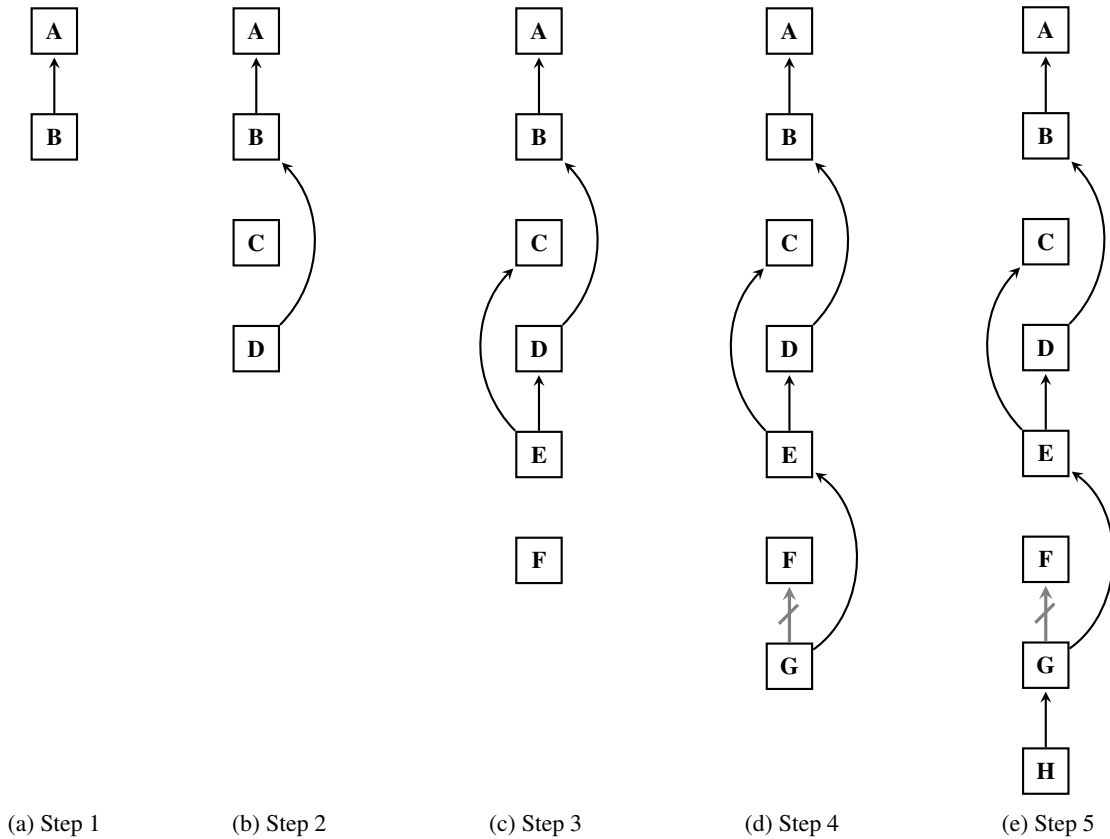 A A A A A
B B B B B
C C C C
D D D D
E E E
F F F
G G
H
(a) Step 1 (b) Step 2 (c) Step 3 (d) Step 4 (e) Step 5